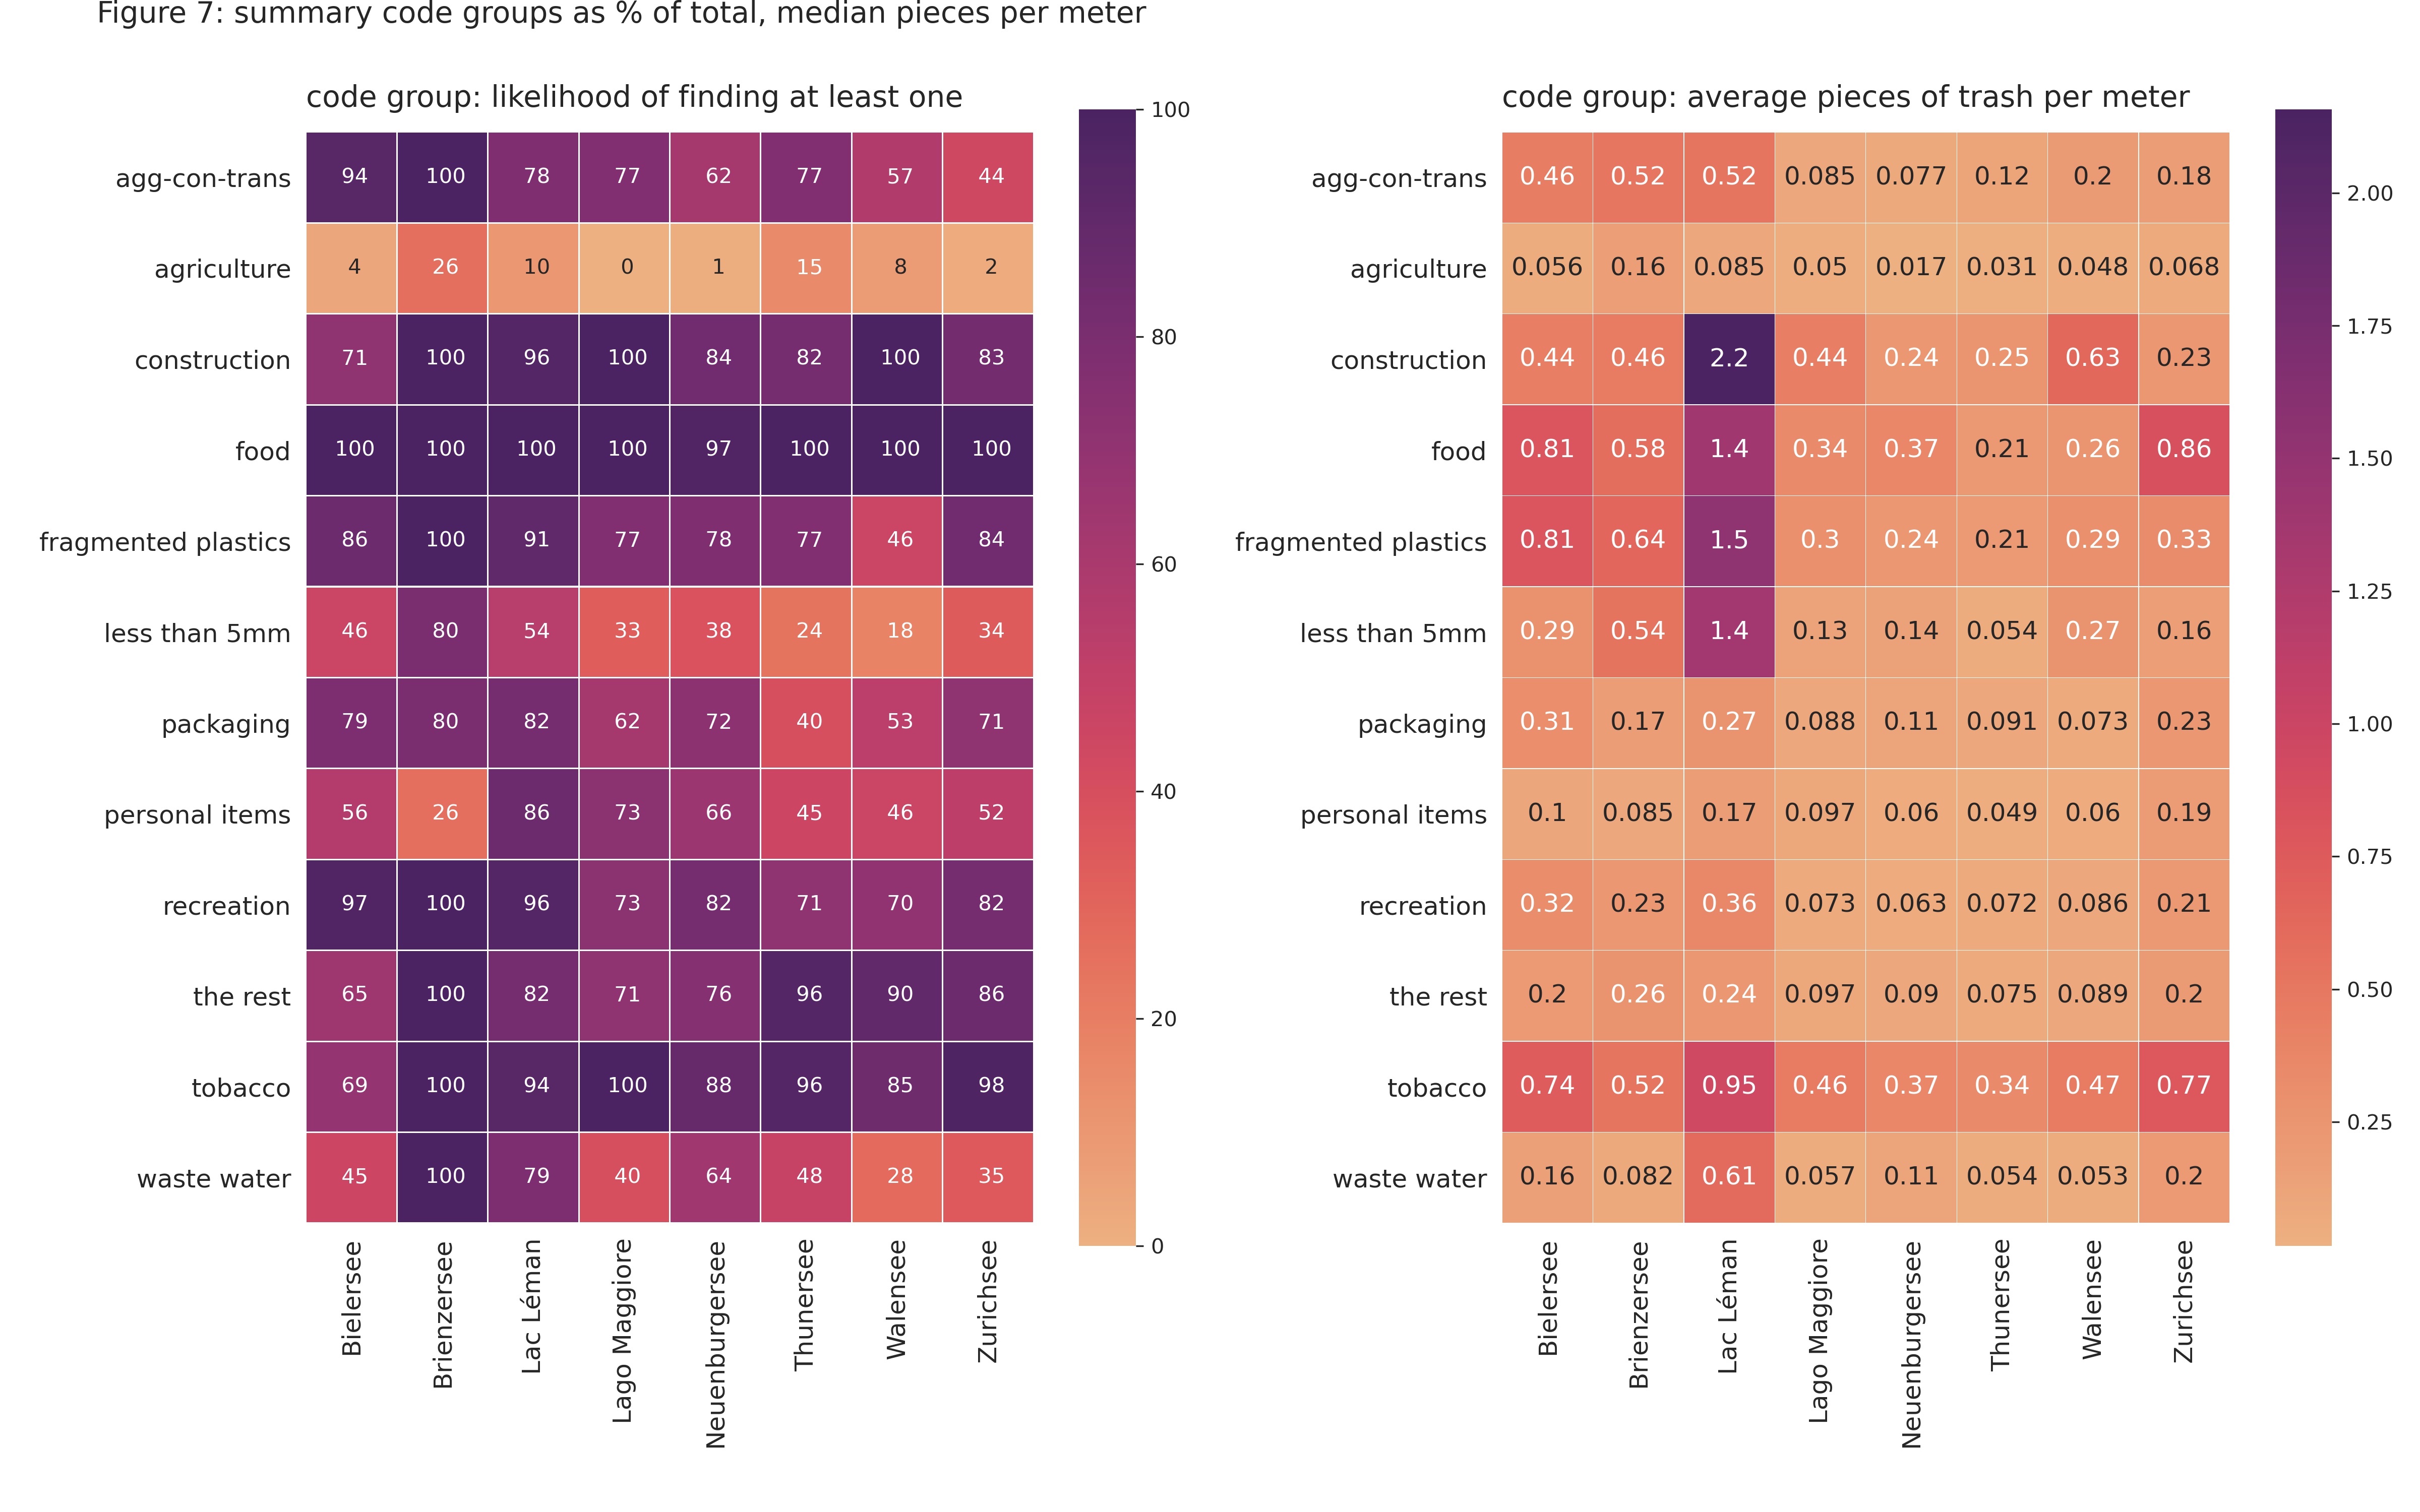 Figure 7: summary code groups as % of total, median pieces per meter
code group: likelihood of finding at least one
agg-con-trans 94 100 78 77 62 77 57 44
agriculture 4 26 10 0 1 15 8 2
construction 71 100 96 100 84 82 100 83
food 100 100 100 100 97 100 100 100
fragmented plastics 86 100 91 77 78 77 46 84
less than 5mm 46 80 54 33 38 24 18 34
packaging 79 80 82 62 72 40 53 71
personal items 56 26 86 73 66 45 46 52
recreation 97 100 96 73 82 71 70 82
the rest 65 100 82 71 76 96 90 86
tobacco 69 100 94 100 88 96 85 98
waste water 45 100 79 40 64 48 28 35
Bielersee
Brienzersee
Lac Léman
Lago Maggiore
Neuenburgersee
Thunersee
Walensee
Zurichsee
100
80
60
40
20
0
code group: average pieces of trash per meter
agg-con-trans 0.46 0.52 0.52 0.085 0.077 0.12 0.2 0.18
agriculture 0.056 0.16 0.085 0.05 0.017 0.031 0.048 0.068
construction 0.44 0.46 2.2 0.44 0.24 0.25 0.63 0.23
food 0.81 0.58 1.4 0.34 0.37 0.21 0.26 0.86
fragmented plastics 0.81 0.64 1.5 0.3 0.24 0.21 0.29 0.33
less than 5mm 0.29 0.54 1.4 0.13 0.14 0.054 0.27 0.16
packaging 0.31 0.17 0.27 0.088 0.11 0.091 0.073 0.23
personal items 0.1 0.085 0.17 0.097 0.06 0.049 0.06 0.19
recreation 0.32 0.23 0.36 0.073 0.063 0.072 0.086 0.21
the rest 0.2 0.26 0.24 0.097 0.09 0.075 0.089 0.2
tobacco 0.74 0.52 0.95 0.46 0.37 0.34 0.47 0.77
waste water 0.16 0.082 0.61 0.057 0.11 0.054 0.053 0.2
Bielersee
Brienzersee
Lac Léman
Lago Maggiore
Neuenburgersee
Thunersee
Walensee
Zurichsee
2.00
1.75
1.50
1.25
1.00
0.75
0.50
0.25